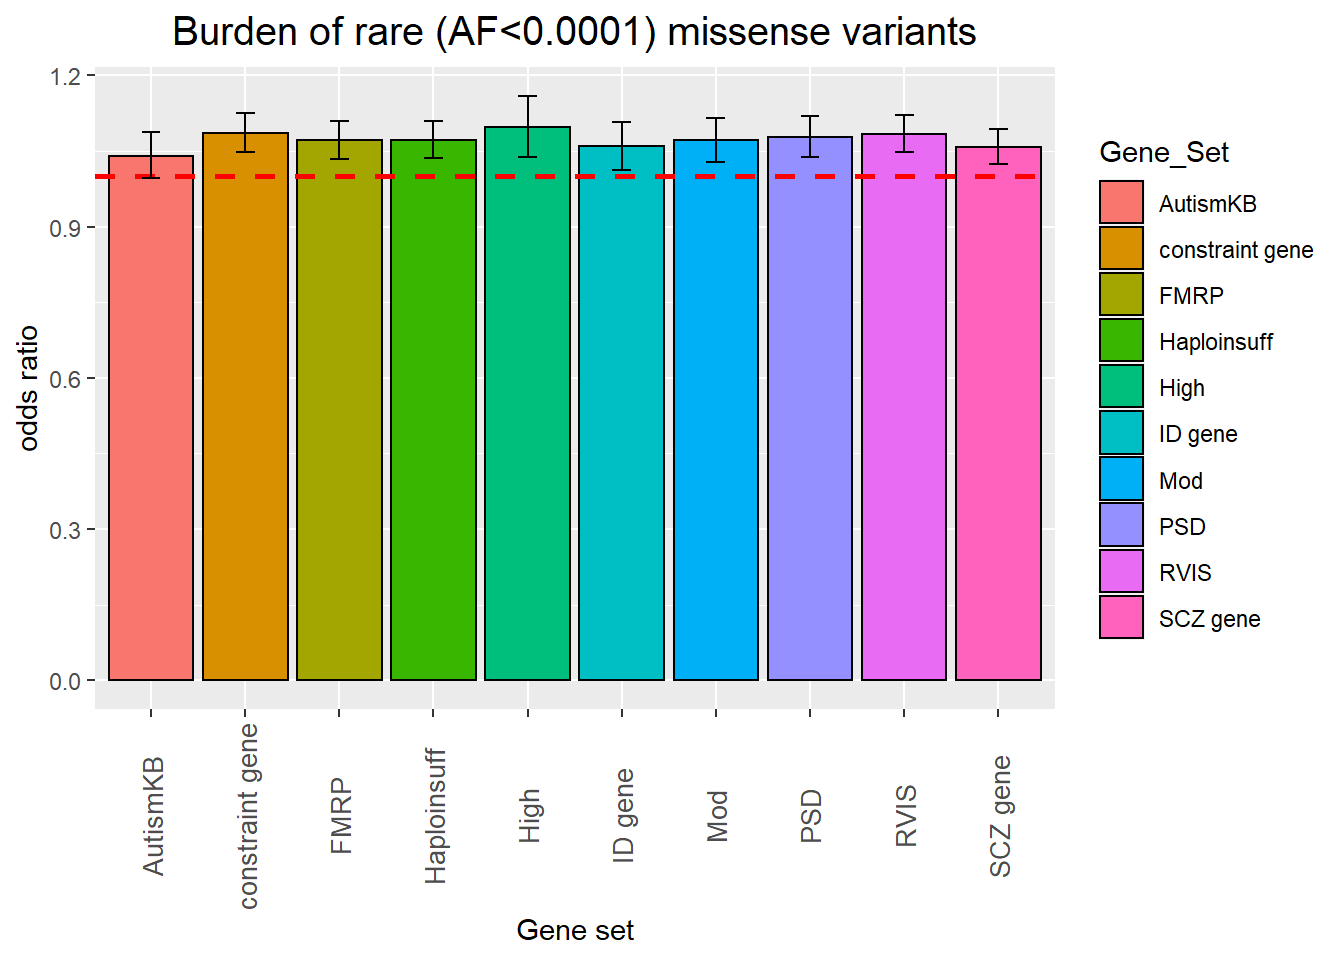 Burden of rare (AF<0.0001) missense variants
1.2
0.9
0.6
0.3
0.0
odds ratio
AutismKB
constraint gene
FMRP
Haploinsuff
High
ID gene
Mod
PSD
RVIS
SCZ gene
Gene set
Gene_Set
AutismKB
constraint gene
FMRP
Haploinsuff
High
ID gene
Mod
PSD
RVIS
SCZ gene